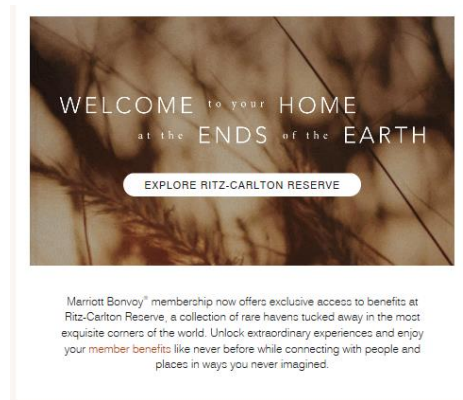 WELCOME to your HOME
at the ENDS of the EARTH
EXPLORE RITZ-CARLTON RESERVE
Marriott Bonvoy® membership now offers exclusive access to benefits at
Ritz-Carlton Reserve, a collection of rare havens tucked away in the most
exquisite corners of the world. Unlock extraordinary experiences and enjoy
your member benefits like never before while connecting with people and
places in ways you never imagined.